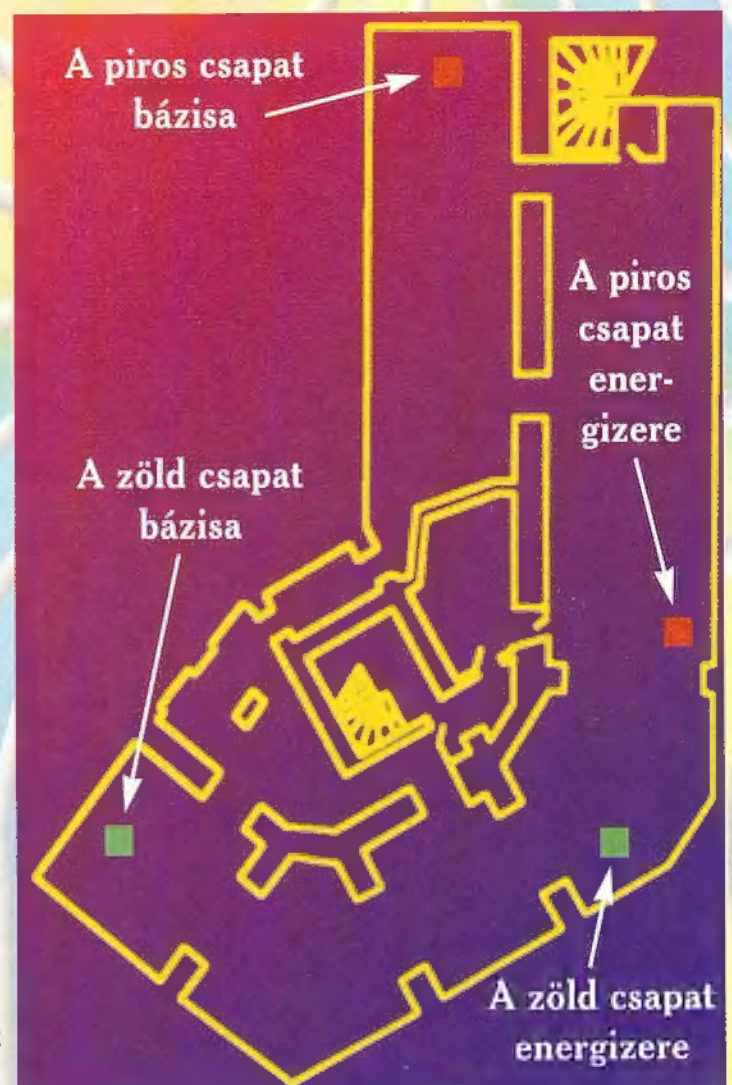 A piros csapat
bázisa
A piros
csapat
ener-
gizere
A zöld csapat
bázisa
A zöld csapat
energizere